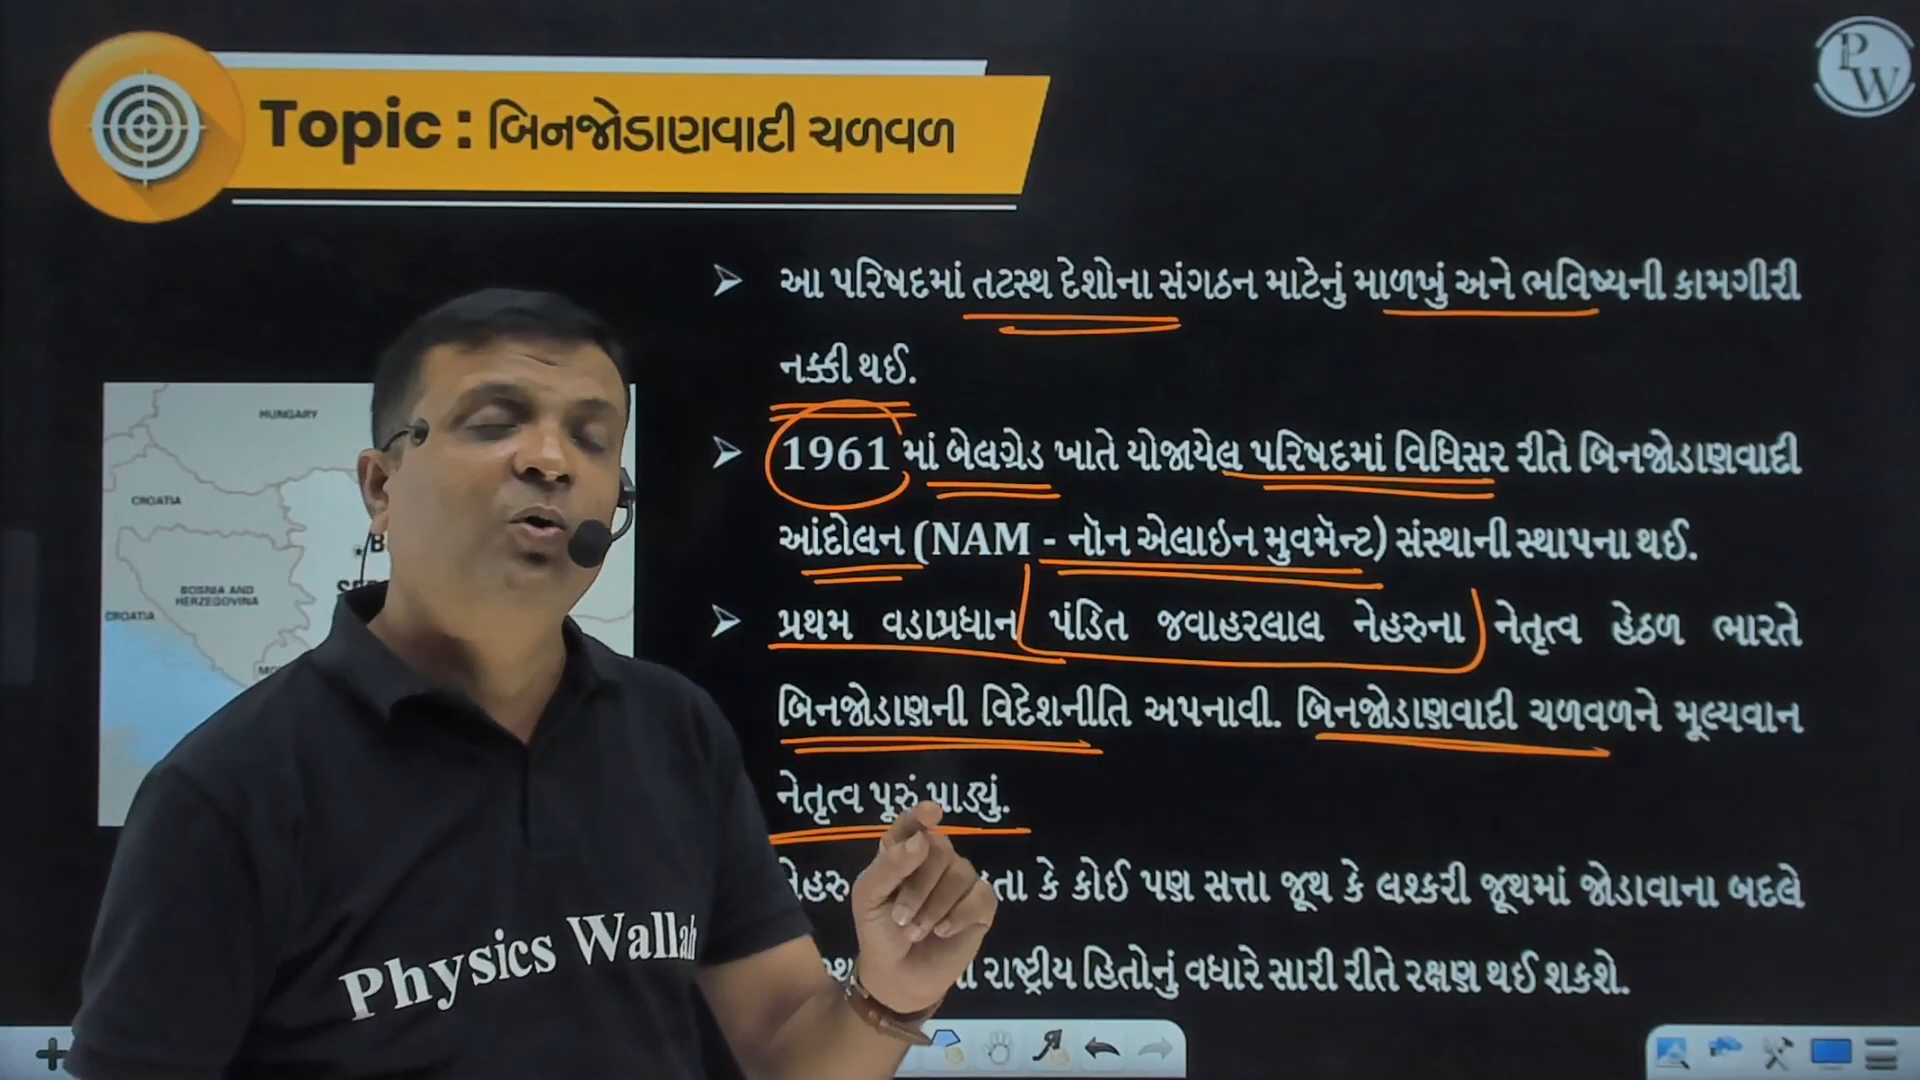 Topic : બિનજોડાણવાદી ચળવળ
PW
આ પરિષદમાં તટસ્થ દેશોના સંગઠન માટેનું માળખું અને ભવિષ્યની કામગીરી
નક્કી થઈ.
1961 માં બેલગ્રેડ ખાતે યોજાયેલ પરિષદમાં વિધિસર રીતે બિનજોડાણવાદી
આંદોલન (NAM - નૉન એલાઇન મુવમૅન્ટ) સંસ્થાની સ્થાપના થઈ.
પ્રથમ વડાપ્રધાન પંડિત જવાહરલાલ નેહરુના નેતૃત્વ હેઠળ ભારતે
બિનજોડાણની વિદેશનીતિ અપનાવી. બિનજોડાણવાદી ચળવળને મૂલ્યવાન
નેતૃત્વ પૂરું પાડ્યું.
કે કોઈ પણ સત્તા જૂથ કે લશ્કરી જૂથમાં જોડાવાના બદલે
રાષ્ટ્રીય હિતોનું વધારે સારી રીતે રક્ષણ થઈ શકશે.
HUNGARY
CROATIA
BOSNIA AND
HERZEGOVINA
CROATIA
Physics Wallah